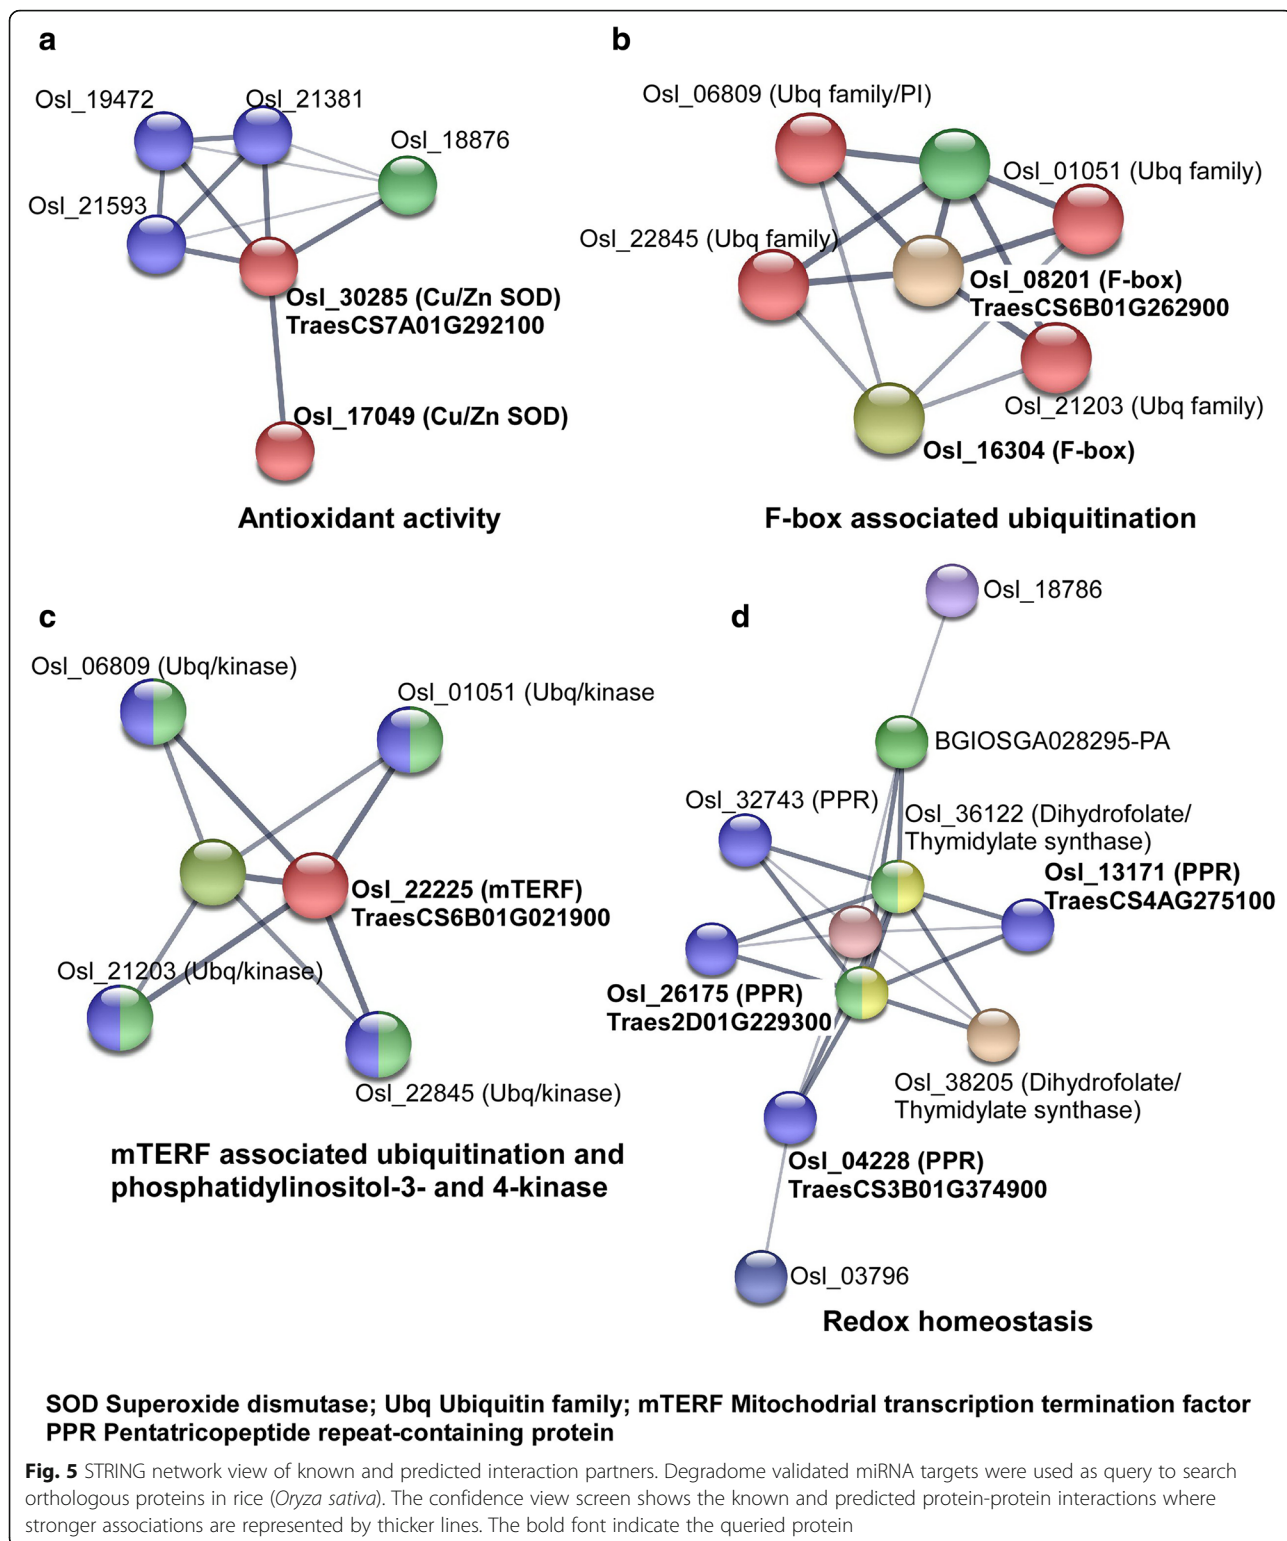 a
OsI_19472
OsI_21381
OsI_18876
OsI_21593
OsI_30285 (Cu/Zn SOD)
TraesCS7A01G292100
OsI_17049 (Cu/Zn SOD)
Antioxidant activity
b
OsI_06809 (Ubq family/PI)
OsI_01051 (Ubq family)
OsI_22845 (Ubq family)
OsI_08201 (F-box)
TraesCS6B01G262900
OsI_21203 (Ubq family)
OsI_16304 (F-box)
F-box associated ubiquitination
c
OsI_06809 (Ubq/kinase)
OsI_01051 (Ubq/kinase
OsI_22225 (mTERF)
TraesCS6B01G021900
OsI_21203 (Ubq/kinase)
OsI_22845 (Ubq/kinase)
mTERF associated ubiquitination and
phosphatidylinositol-3- and 4-kinase
d
OsI_18786
BGIOSGA028295-PA
OsI_32743 (PPR)
OsI_36122 (Dihydrofolate/
Thymidylate synthase)
OsI_13171 (PPR)
TraesCS4AG275100
OsI_26175 (PPR)
Traes2D01G229300
OsI_38205 (Dihydrofolate/
Thymidylate synthase)
OsI_04228 (PPR)
TraesCS3B01G374900
OsI_03796
Redox homeostasis
SOD Superoxide dismutase; Ubq Ubiquitin family; mTERF Mitochodrial transcription termination factor
PPR Pentatricopeptide repeat-containing protein
Fig. 5 STRING network view of known and predicted interaction partners. Degradome validated miRNA targets were used as query to search
orthologous proteins in rice (Oryza sativa). The confidence view screen shows the known and predicted protein-protein interactions where
stronger associations are represented by thicker lines. The bold font indicate the queried protein